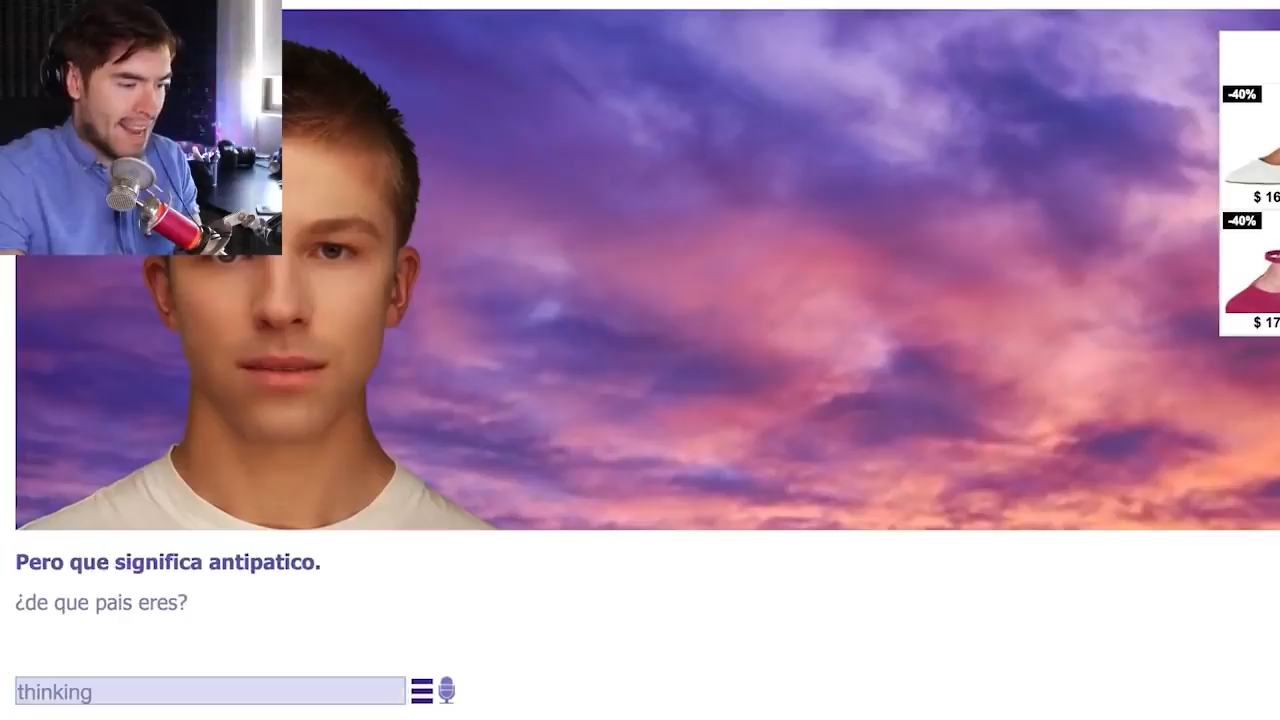 -40%
$ 16
-40%
$ 17
Pero que significa antipatico.
¿de que pais eres?
thinking